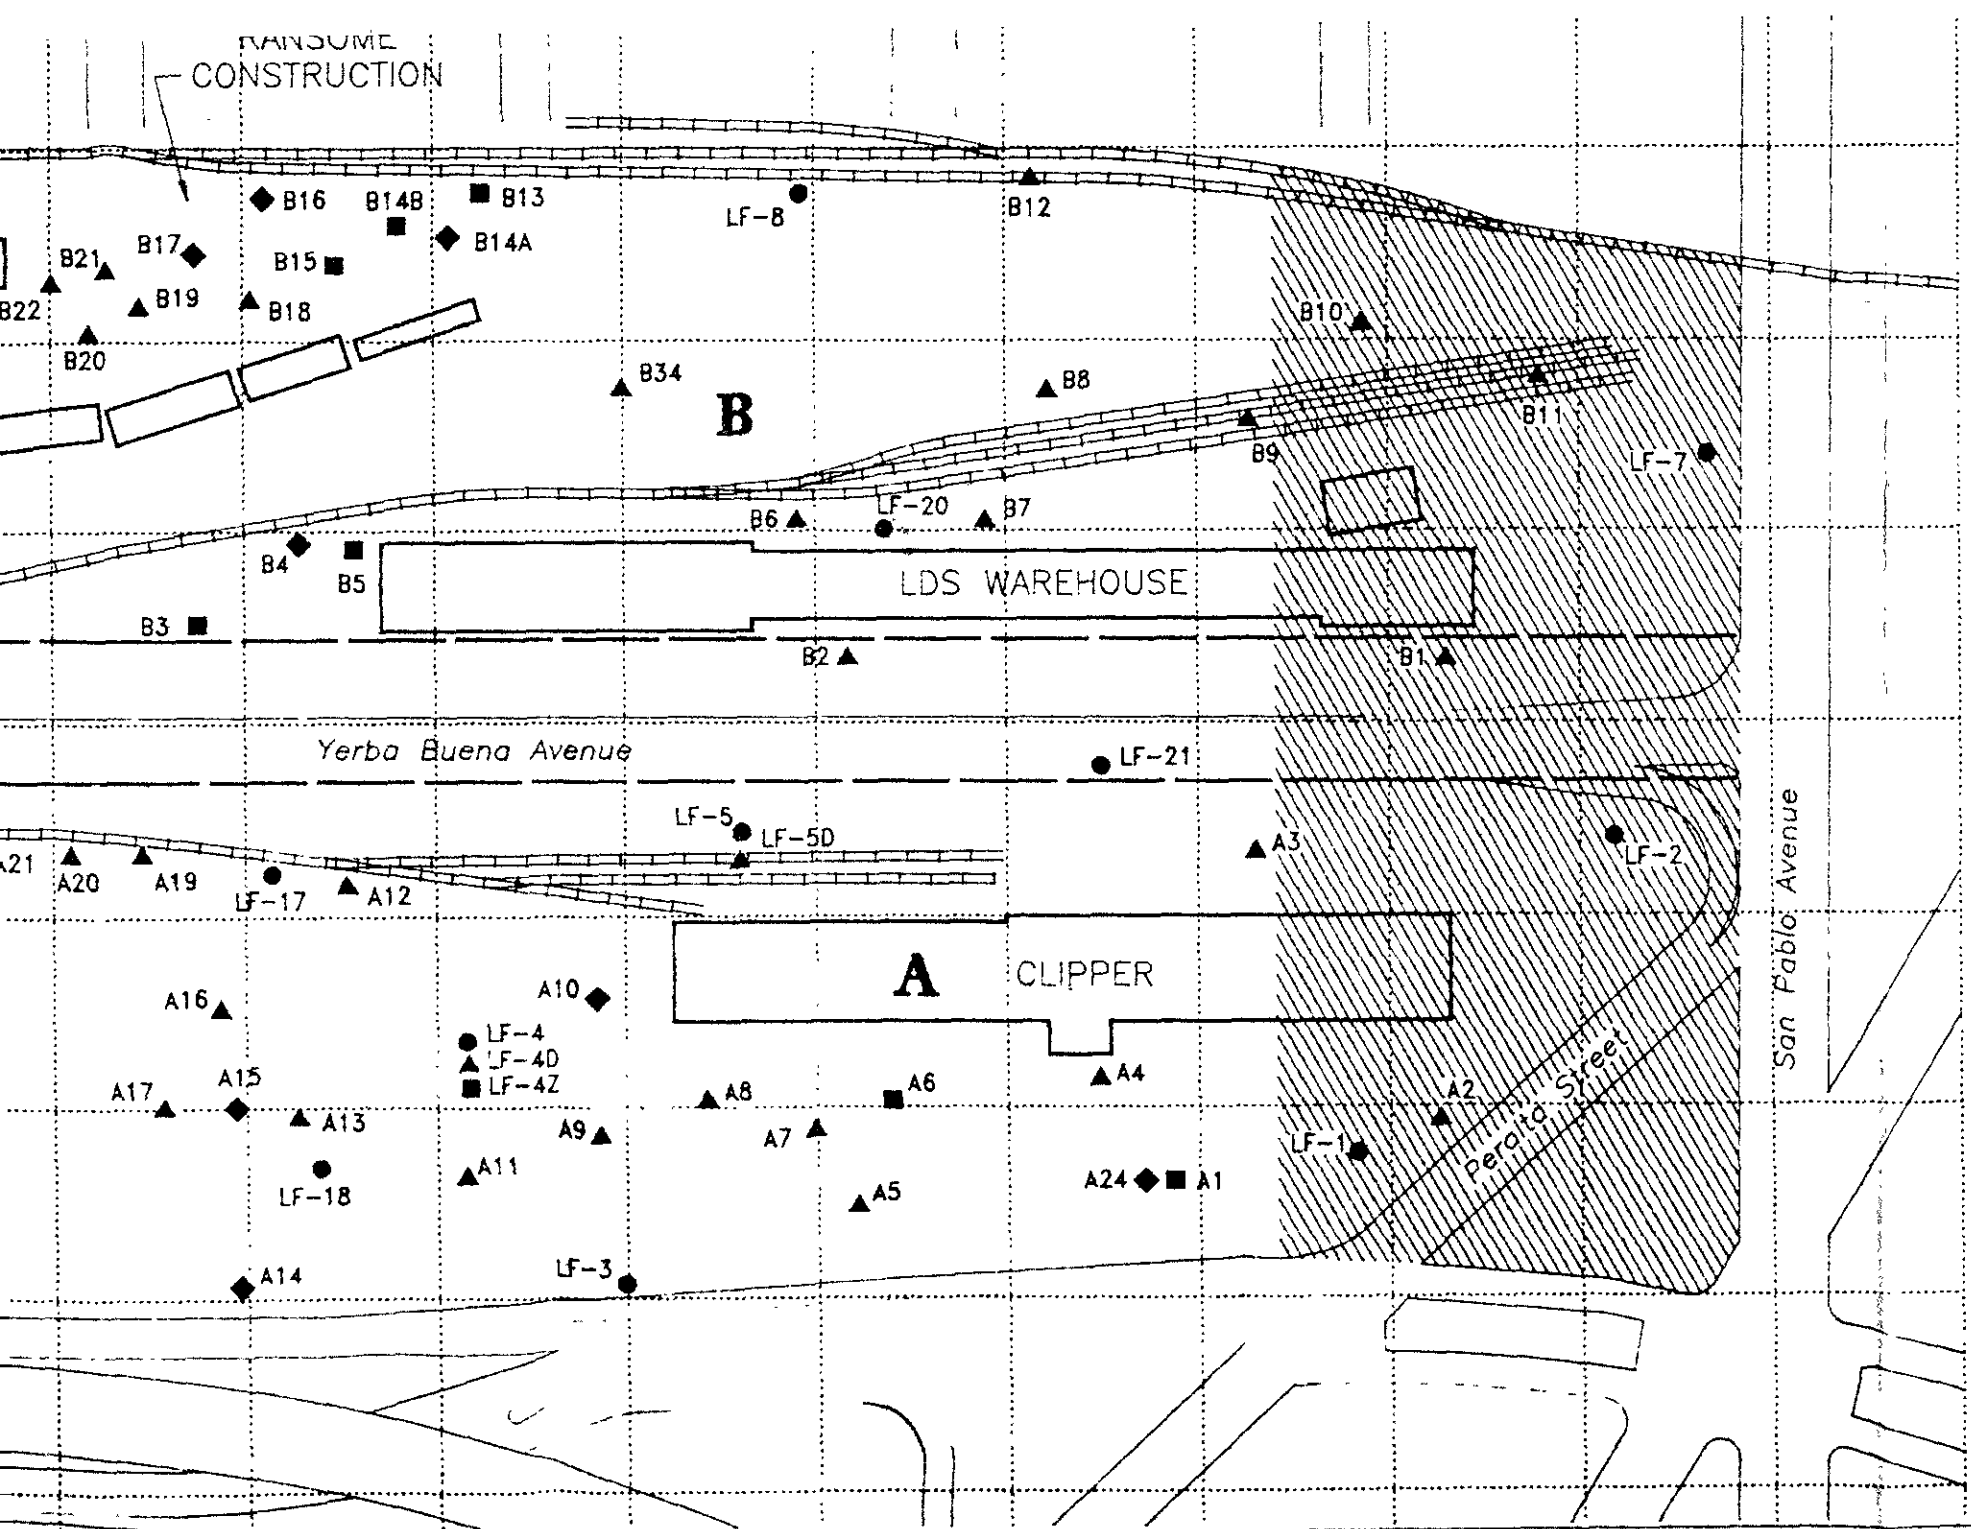 RANSOME
CONSTRUCTION
B16
B14B
B13
LF-8
B12
B17
B14A
B21
B15
B22
B19
B18
B10
B20
B34
B8
B
B11
B9
LF-7
B6
LF-20
B7
B4
B5
LDS WAREHOUSE
B3
B2
B1
Yerba Buena Avenue
LF-21
LF-5
LF-5D
A3
LF-2
San Pablo Avenue
A21
A20
A19
LF-17
A12
A
CLIPPER
A16
A10
LF-4
LF-4D
LF-4Z
A17
A15
A13
A8
A6
A4
A2
A9
A7
LF-1
Peralta Street
A11
LF-18
A5
A24
A1
A14
LF-3